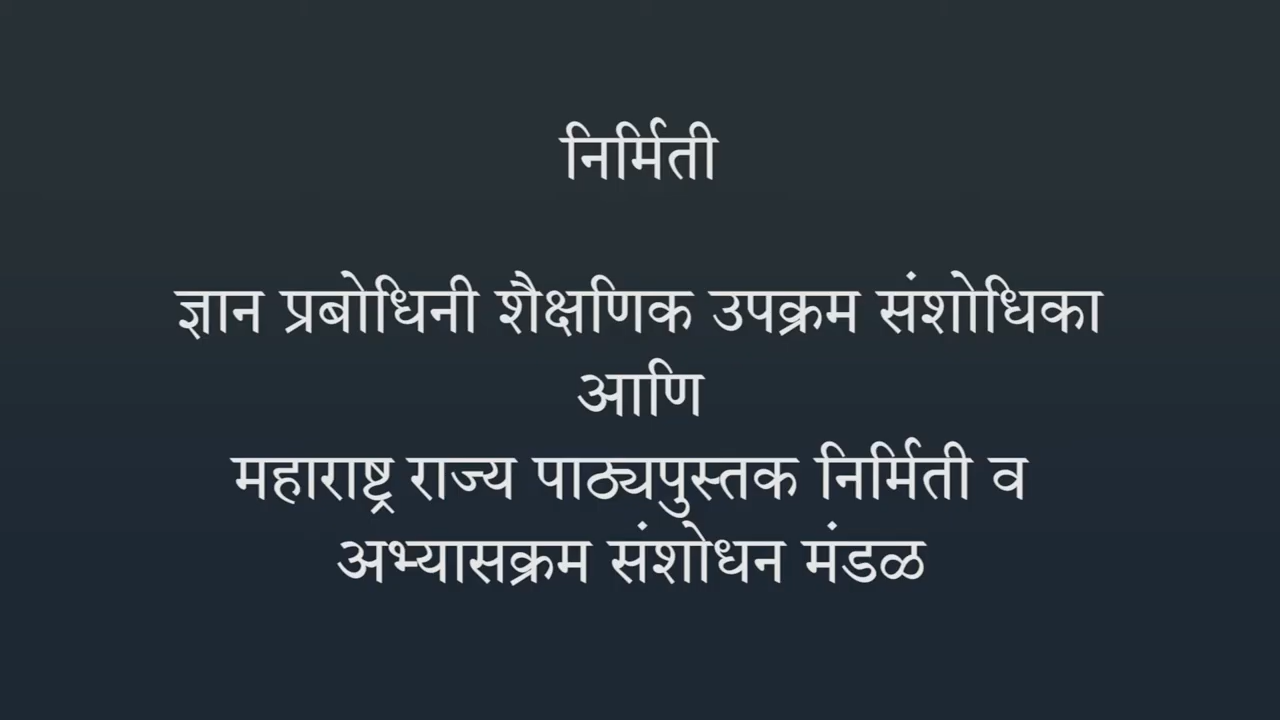 निर्मिती
ज्ञान प्रबोधिनी शैक्षणिक उपक्रम संशोधिका
आणि
महाराष्ट्र राज्य पाठ्यपुस्तक निर्मिती व
अभ्यासक्रम संशोधन मंडळ